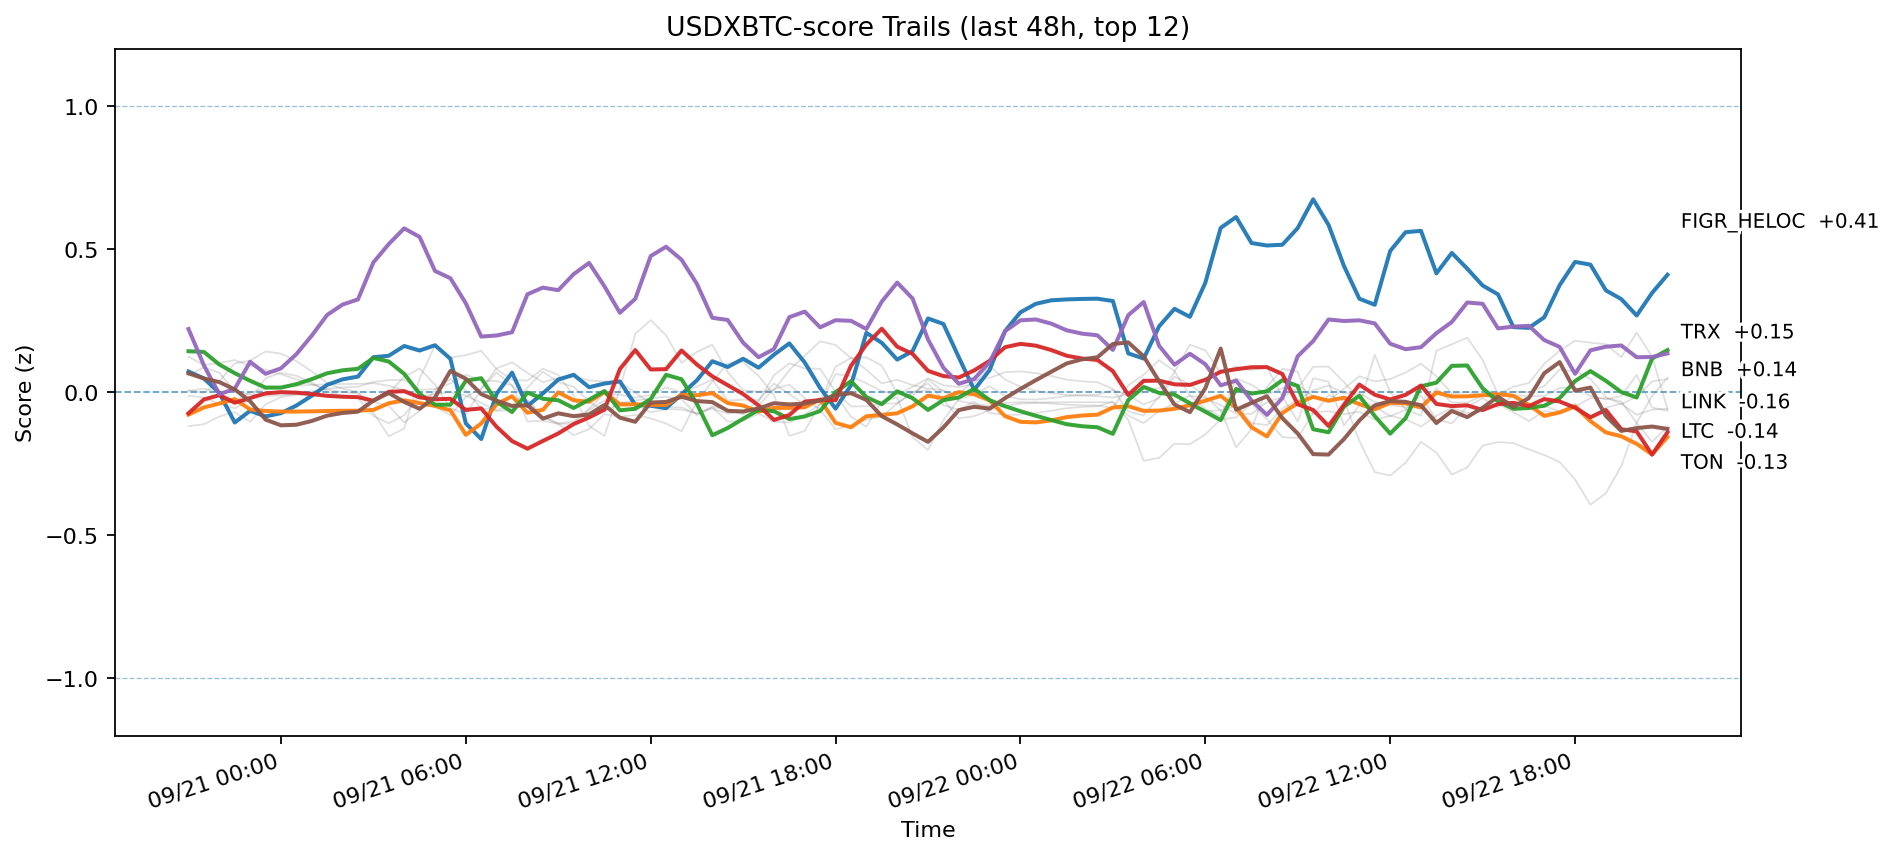 USDXBTC-score Trails (last 48h, top 12)
Score (z)
1.0
0.5
0.0
−0.5
−1.0
FIGR_HELOC +0.41
TRX +0.15
BNB +0.14
LINK -0.16
LTC -0.14
TON -0.13
09/21 00:00
09/21 06:00
09/21 12:00
09/21 18:00
09/22 00:00
09/22 06:00
09/22 12:00
09/22 18:00
Time